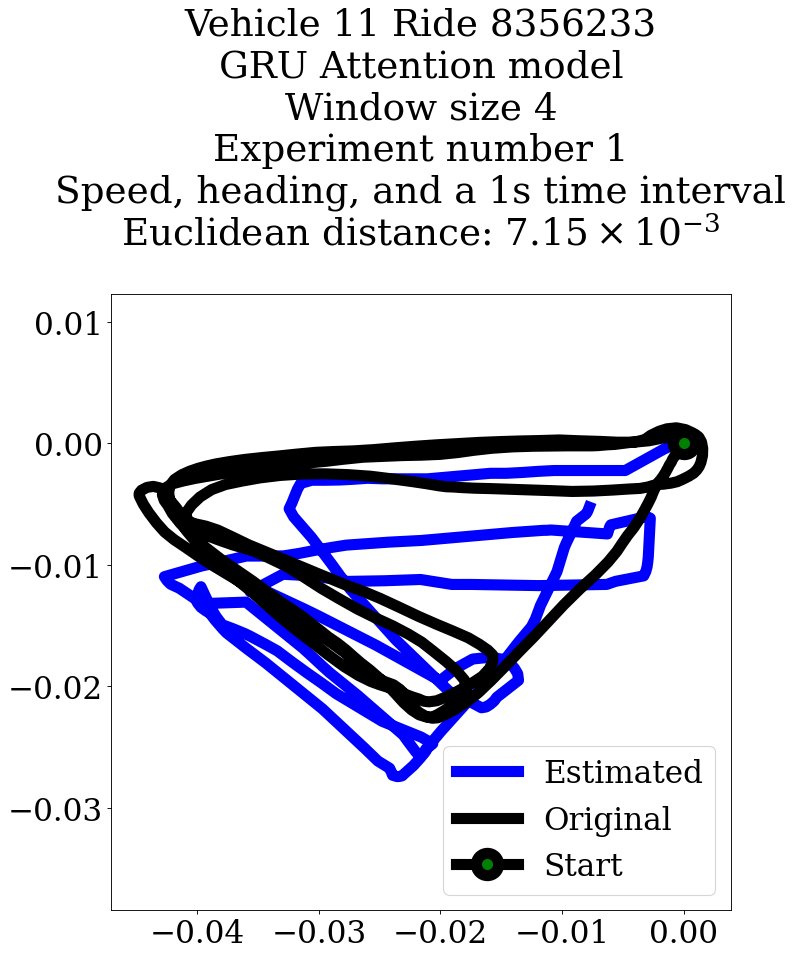 Vehicle 11 Ride 8356233
GRU Attention model
Window size 4
Experiment number 1
Speed, heading, and a 1s time interval
Euclidean distance: 7.15 × 10⁻³
0.01
0.00
−0.01
−0.02
−0.03
Estimated
Original
Start
−0.04 −0.03 −0.02 −0.01 0.00